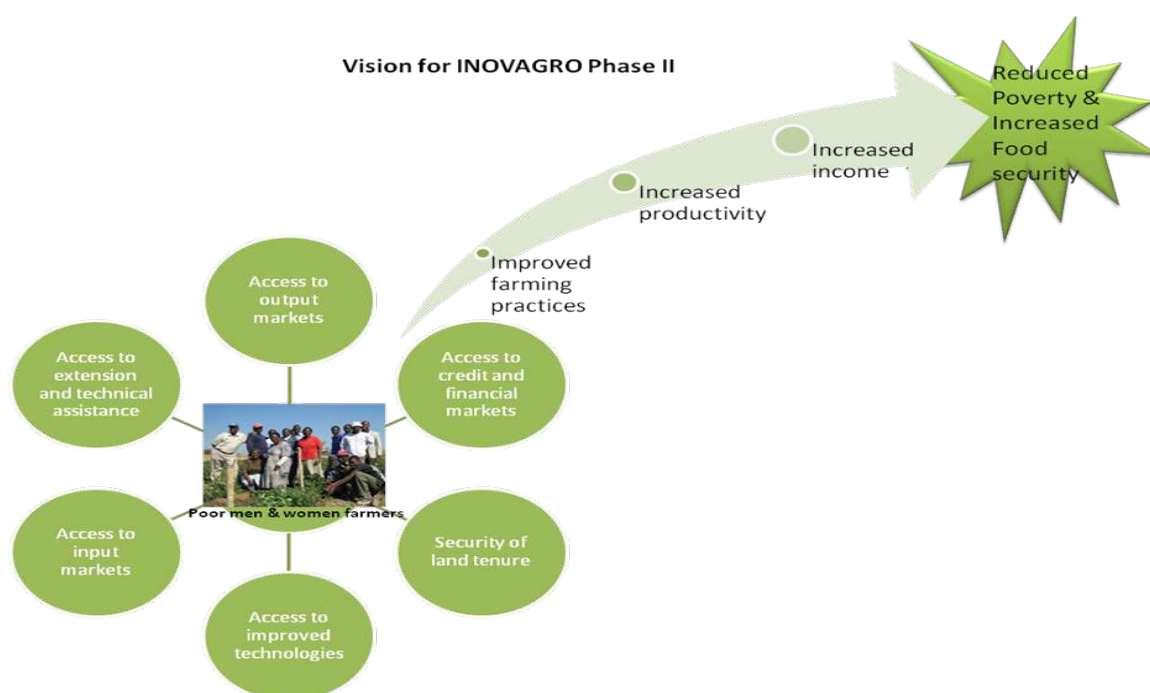 Vision for INOVAGRO Phase II
Reduced
Poverty &
Increased
Food
security
Increased
income
Increased
productivity
Improved
farming
practices
Access to
output
markets
Access to
extension
and technical
assistance
Access to
credit and
financial
markets
Poor men & women farmers
Access to
input
markets
Security of
land tenure
Access to
improved
technologies